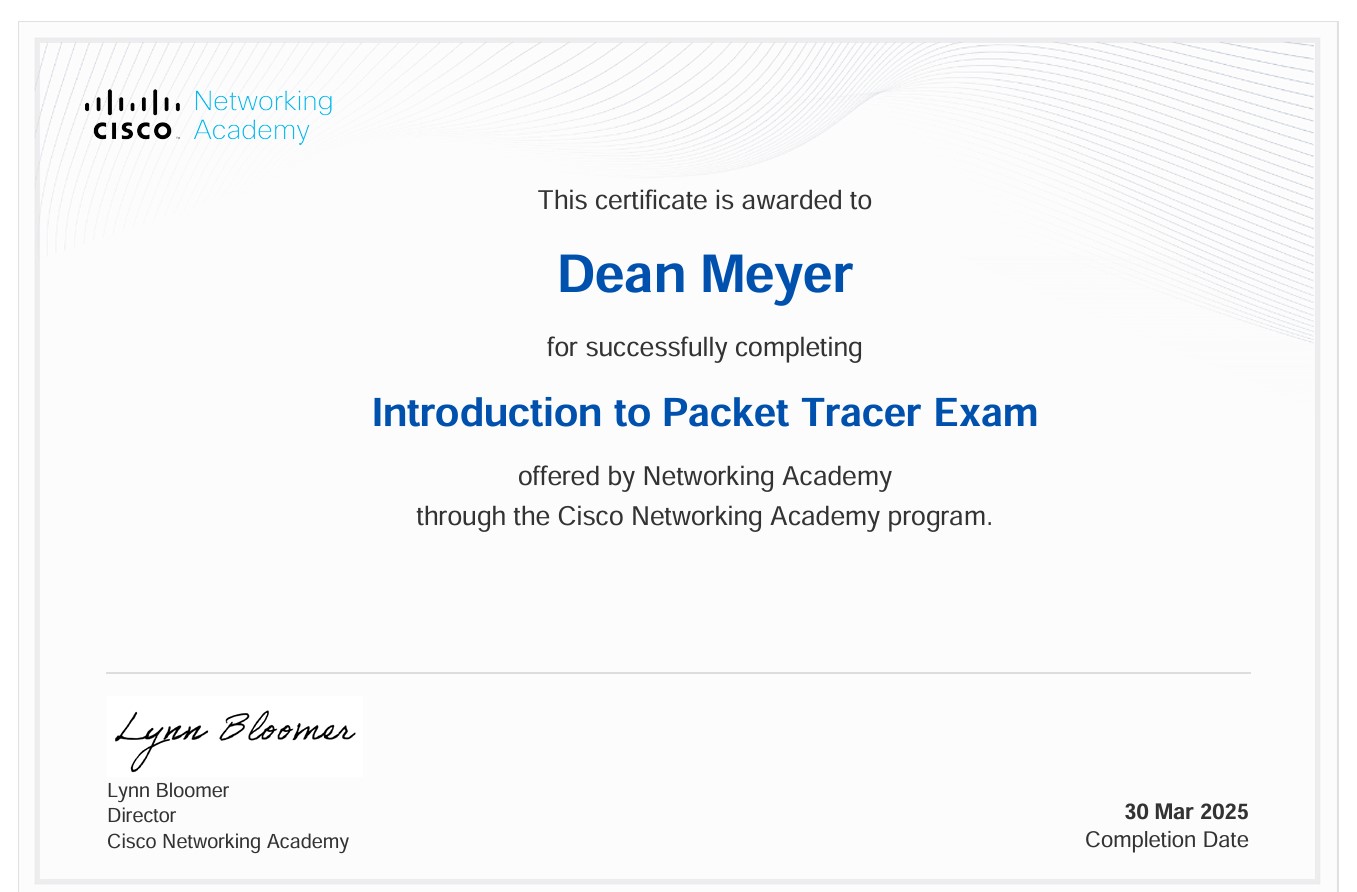 CISCO
Networking
Academy
This certificate is awarded to
Dean Meyer
for successfully completing
Introduction to Packet Tracer Exam
offered by Networking Academy
through the Cisco Networking Academy program.
Lynn Bloomer
Lynn Bloomer
Director
Cisco Networking Academy
30 Mar 2025
Completion Date